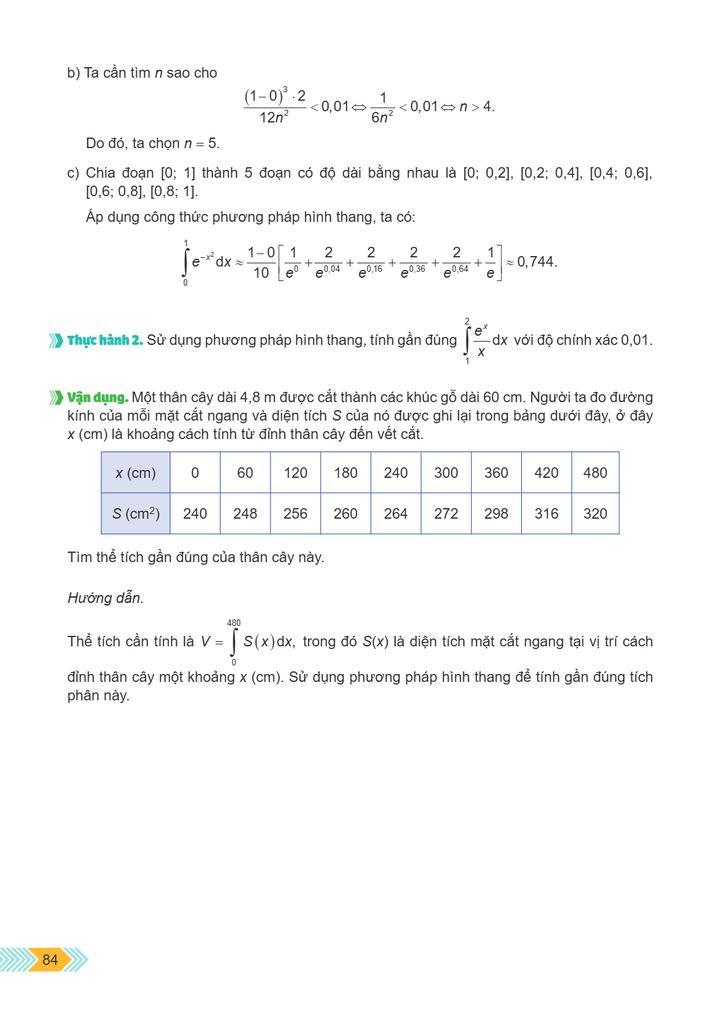 b) Ta cần tìm n sao cho
(1 – 0)³ · 2 / 12n² < 0,01 ⇔ 1 / 6n² < 0,01 ⇔ n > 4.
Do đó, ta chọn n = 5.
c) Chia đoạn [0; 1] thành 5 đoạn có độ dài bằng nhau là [0; 0,2], [0,2; 0,4], [0,4; 0,6],
[0,6; 0,8], [0,8; 1].
Áp dụng công thức phương pháp hình thang, ta có:
∫₀¹ e^(–x²) dx ≈ (1 – 0)/10 [1/e⁰ + 2/e^0,04 + 2/e^0,16 + 2/e^0,36 + 2/e^0,64 + 1/e] ≈ 0,744.
Thực hành 2. Sử dụng phương pháp hình thang, tính gần đúng ∫₁² eˣ/x dx với độ chính xác 0,01.
Vận dụng. Một thân cây dài 4,8 m được cắt thành các khúc gỗ dài 60 cm. Người ta đo đường
kính của mỗi mặt cắt ngang và diện tích S của nó được ghi lại trong bảng dưới đây, ở đây
x (cm) là khoảng cách tính từ đỉnh thân cây đến vết cắt.
x (cm) 0 60 120 180 240 300 360 420 480
S (cm²) 240 248 256 260 264 272 298 316 320
Tìm thể tích gần đúng của thân cây này.
Hướng dẫn.
Thể tích cần tính là V = ∫₀⁴⁸⁰ S(x)dx, trong đó S(x) là diện tích mặt cắt ngang tại vị trí cách
đỉnh thân cây một khoảng x (cm). Sử dụng phương pháp hình thang để tính gần đúng tích
phân này.
84